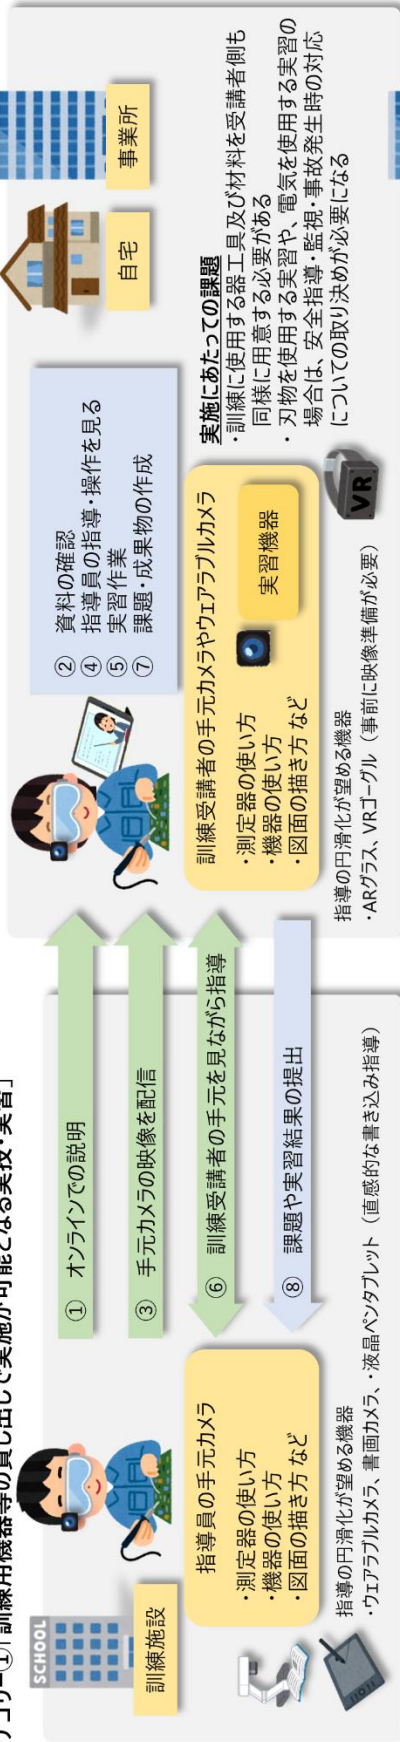 テゴリー①「訓練用機器等の貸し出しで実施が可能となる実技・実習」
SCHOOL
訓練施設
指導員の手元カメラ
・測定器の使い方
・機器の使い方
・図面の描き方 など
指導の円滑化が望める機器
・ウェアラブルカメラ、書画カメラ、・液晶ペンタブレット（直感的な書き込み指導）
① オンラインでの説明
③ 手元カメラの映像を配信
⑥ 訓練受講者の手元を見ながら指導
⑧ 課題や実習結果の提出
② 資料の確認
④ 指導員の指導・操作を見る
⑤ 実習作業
⑦ 課題・成果物の作成
訓練受講者の手元カメラやウェアラブルカメラ
・測定器の使い方
・機器の使い方
・図面の描き方 など
実習機器
指導の円滑化が望める機器
・ARグラス、VRゴーグル（事前に映像準備が必要）
VR
自宅
事業所
実施にあたっての課題
・訓練に使用する器工具及び材料を受講者側も
同様に用意する必要がある
・刃物を使用する実習や、電気を使用する実習の
場合は、安全指導・監視・事故発生時の対応
についての取り決めが必要になる